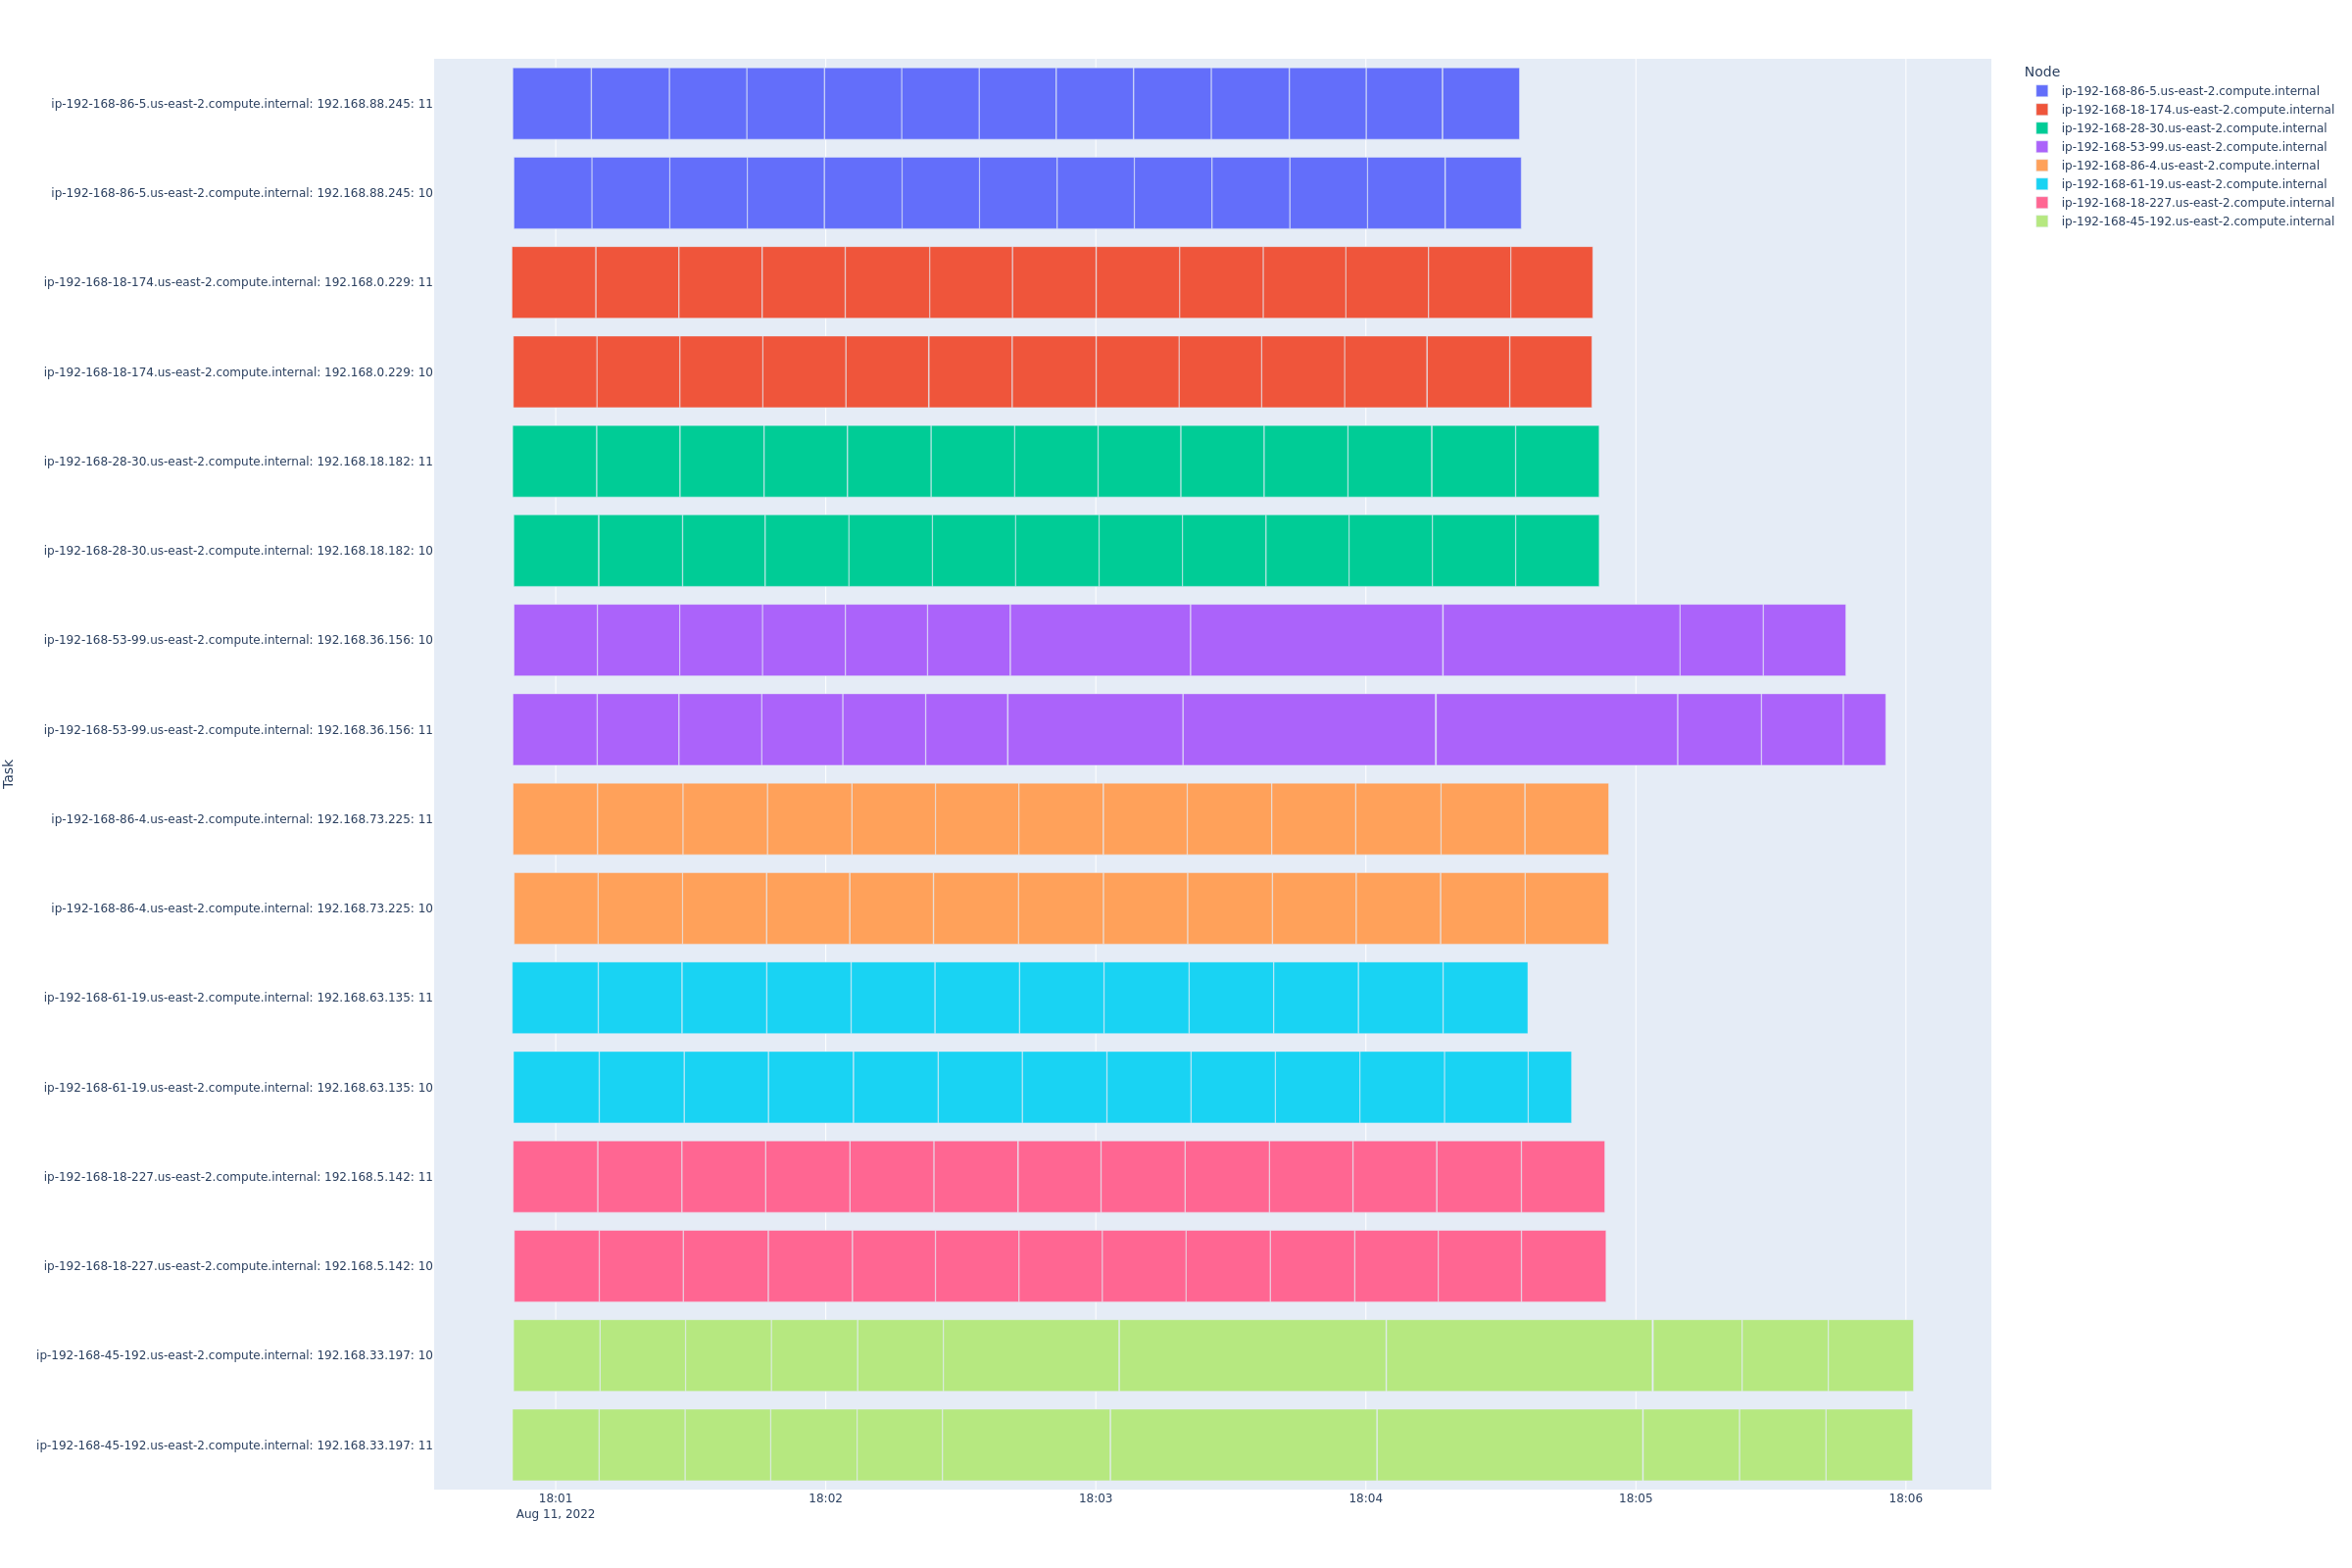 ip-192-168-86-5.us-east-2.compute.internal: 192.168.88.245: 11
ip-192-168-86-5.us-east-2.compute.internal: 192.168.88.245: 10
ip-192-168-18-174.us-east-2.compute.internal: 192.168.0.229: 11
ip-192-168-18-174.us-east-2.compute.internal: 192.168.0.229: 10
ip-192-168-28-30.us-east-2.compute.internal: 192.168.18.182: 11
ip-192-168-28-30.us-east-2.compute.internal: 192.168.18.182: 10
ip-192-168-53-99.us-east-2.compute.internal: 192.168.36.156: 10
ip-192-168-53-99.us-east-2.compute.internal: 192.168.36.156: 11
ip-192-168-86-4.us-east-2.compute.internal: 192.168.73.225: 11
ip-192-168-86-4.us-east-2.compute.internal: 192.168.73.225: 10
ip-192-168-61-19.us-east-2.compute.internal: 192.168.63.135: 11
ip-192-168-61-19.us-east-2.compute.internal: 192.168.63.135: 10
ip-192-168-18-227.us-east-2.compute.internal: 192.168.5.142: 11
ip-192-168-18-227.us-east-2.compute.internal: 192.168.5.142: 10
ip-192-168-45-192.us-east-2.compute.internal: 192.168.33.197: 10
ip-192-168-45-192.us-east-2.compute.internal: 192.168.33.197: 11
Task
18:01 18:02 18:03 18:04 18:05 18:06
Aug 11, 2022
Node
ip-192-168-86-5.us-east-2.compute.internal
ip-192-168-18-174.us-east-2.compute.internal
ip-192-168-28-30.us-east-2.compute.internal
ip-192-168-53-99.us-east-2.compute.internal
ip-192-168-86-4.us-east-2.compute.internal
ip-192-168-61-19.us-east-2.compute.internal
ip-192-168-18-227.us-east-2.compute.internal
ip-192-168-45-192.us-east-2.compute.internal